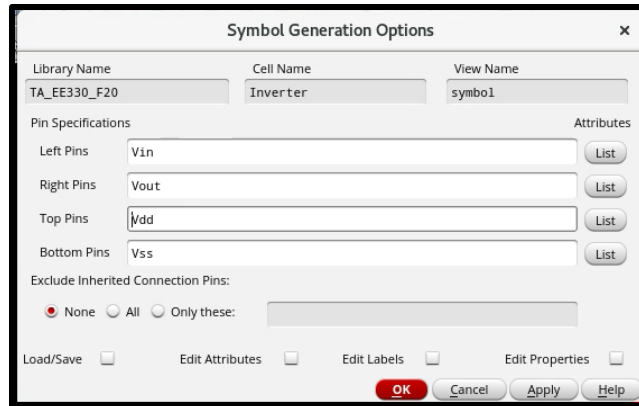 Symbol Generation Options
Library Name Cell Name View Name
TA_EE330_F20 Inverter symbol
Pin Specifications Attributes
Left Pins Vin List
Right Pins Vout List
Top Pins Vdd List
Bottom Pins Vss List
Exclude Inherited Connection Pins:
None All Only these:
Load/Save Edit Attributes Edit Labels Edit Properties
OK Cancel Apply Help